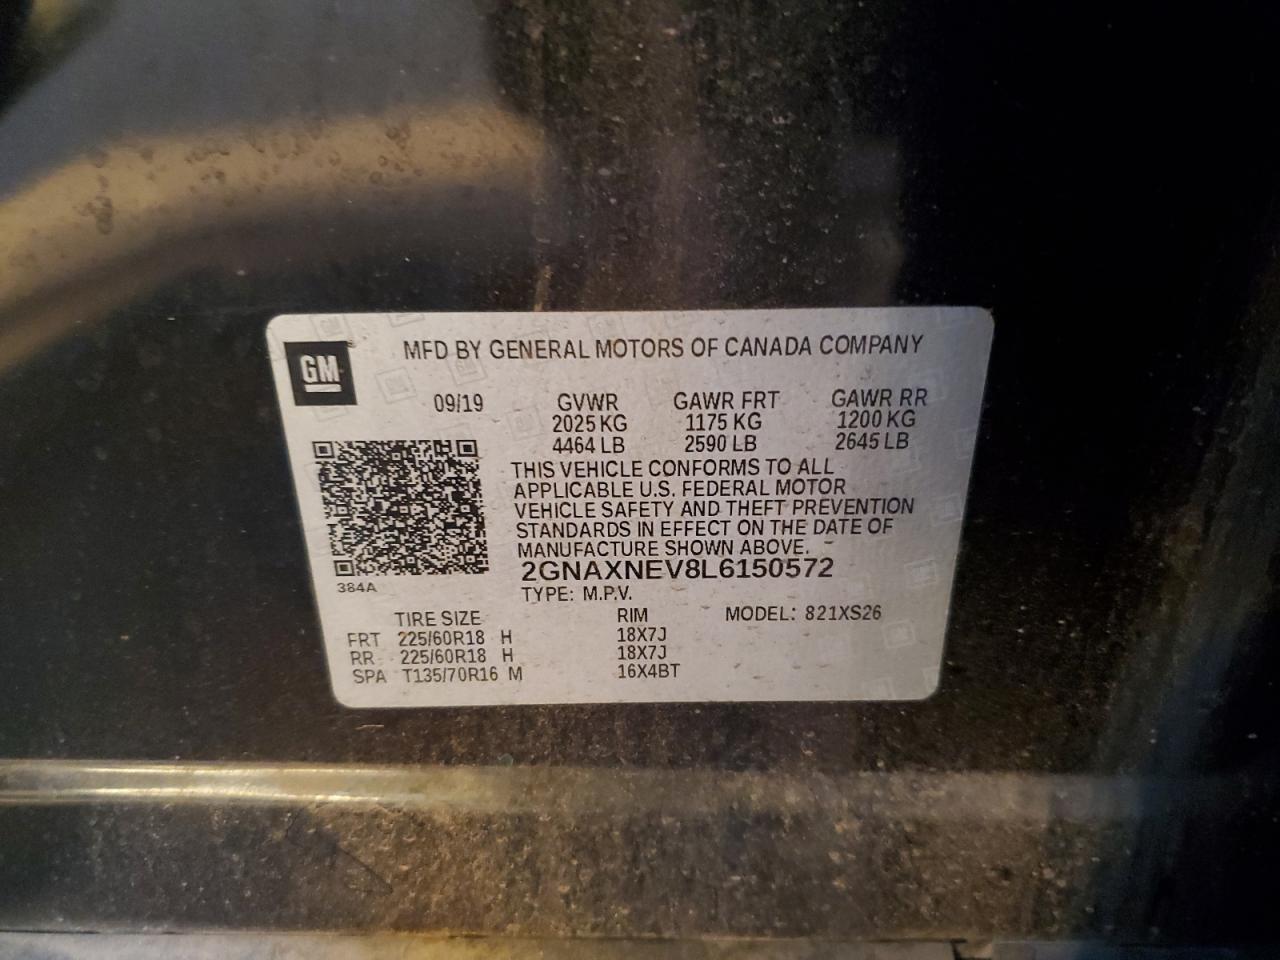 GM
MFD BY GENERAL MOTORS OF CANADA COMPANY
09/19 GVWR GAWR FRT GAWR RR
2025 KG 1175 KG 1200 KG
4464 LB 2590 LB 2645 LB
THIS VEHICLE CONFORMS TO ALL
APPLICABLE U.S. FEDERAL MOTOR
VEHICLE SAFETY AND THEFT PREVENTION
STANDARDS IN EFFECT ON THE DATE OF
MANUFACTURE SHOWN ABOVE.
2GNAXNEV8L6150572
384A
TYPE: M.P.V.
TIRE SIZE RIM MODEL: 821XS26
FRT 225/60R18 H 18X7J
RR 225/60R18 H 18X7J
SPA T135/70R16 M 16X4BT